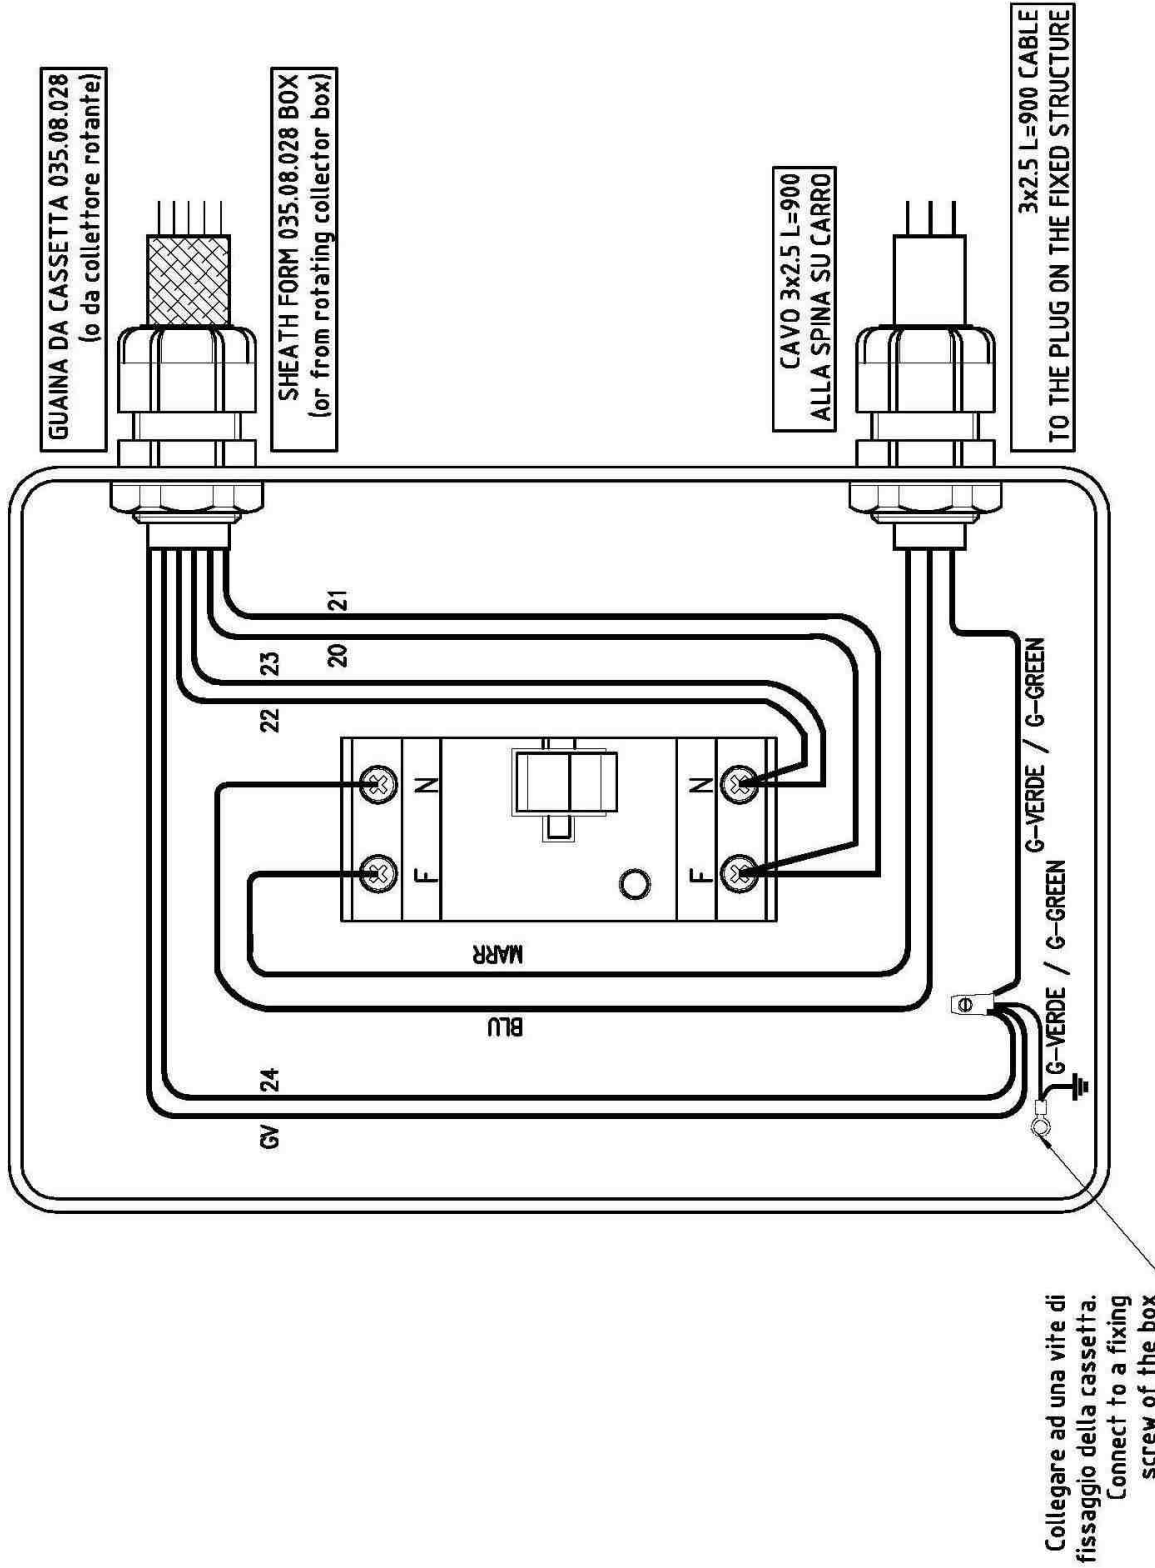 GUAINA DA CASSETTA 035.08.028
(o da collettore rotante)
SHEATH FORM 035.08.028 BOX
(or from rotating collector box)
CAVO 3x2.5 L=900
ALLA SPINA SU CARRO
3x2.5 L=900 CABLE
TO THE PLUG ON THE FIXED STRUCTURE
21
20
23
22
N
F
N
F
MARR
BLU
24
GV
G-VERDE / G-GREEN
G-VERDE / G-GREEN
Collegare ad una vite di
fissaggio della cassetta.
Connect to a fixing
screw of the box